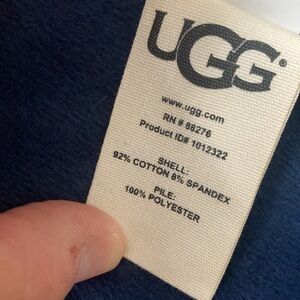 UGG®
www.ugg.com
RN # 88276
Product ID# 1012322
SHELL:
92% COTTON 8% SPANDEX
PILE:
100% POLYESTER